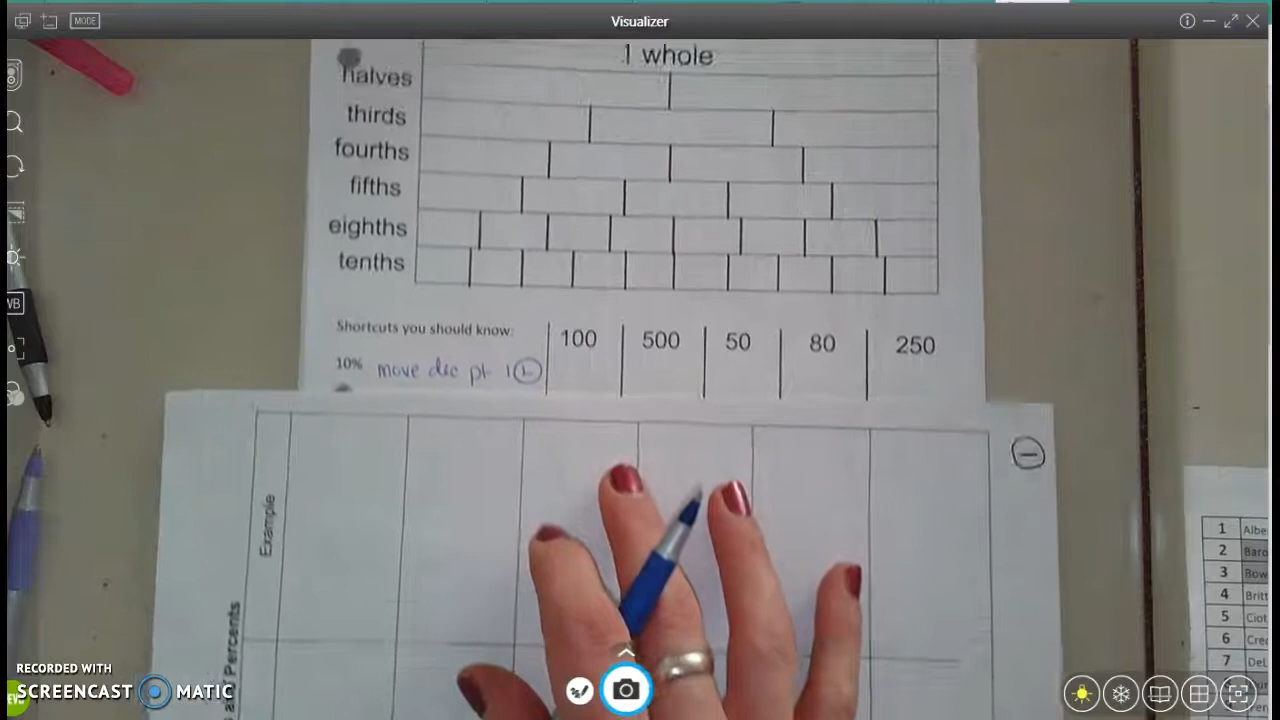 MODE
Visualizer
1 whole
halves
thirds
fourths
fifths
eighths
tenths
Shortcuts you should know:
100
500
50
80
250
10%
move dec pt 1 L
Example
Percents
WB
1
2
3
4
5
6
7
RECORDED WITH
SCREENCAST MATIC